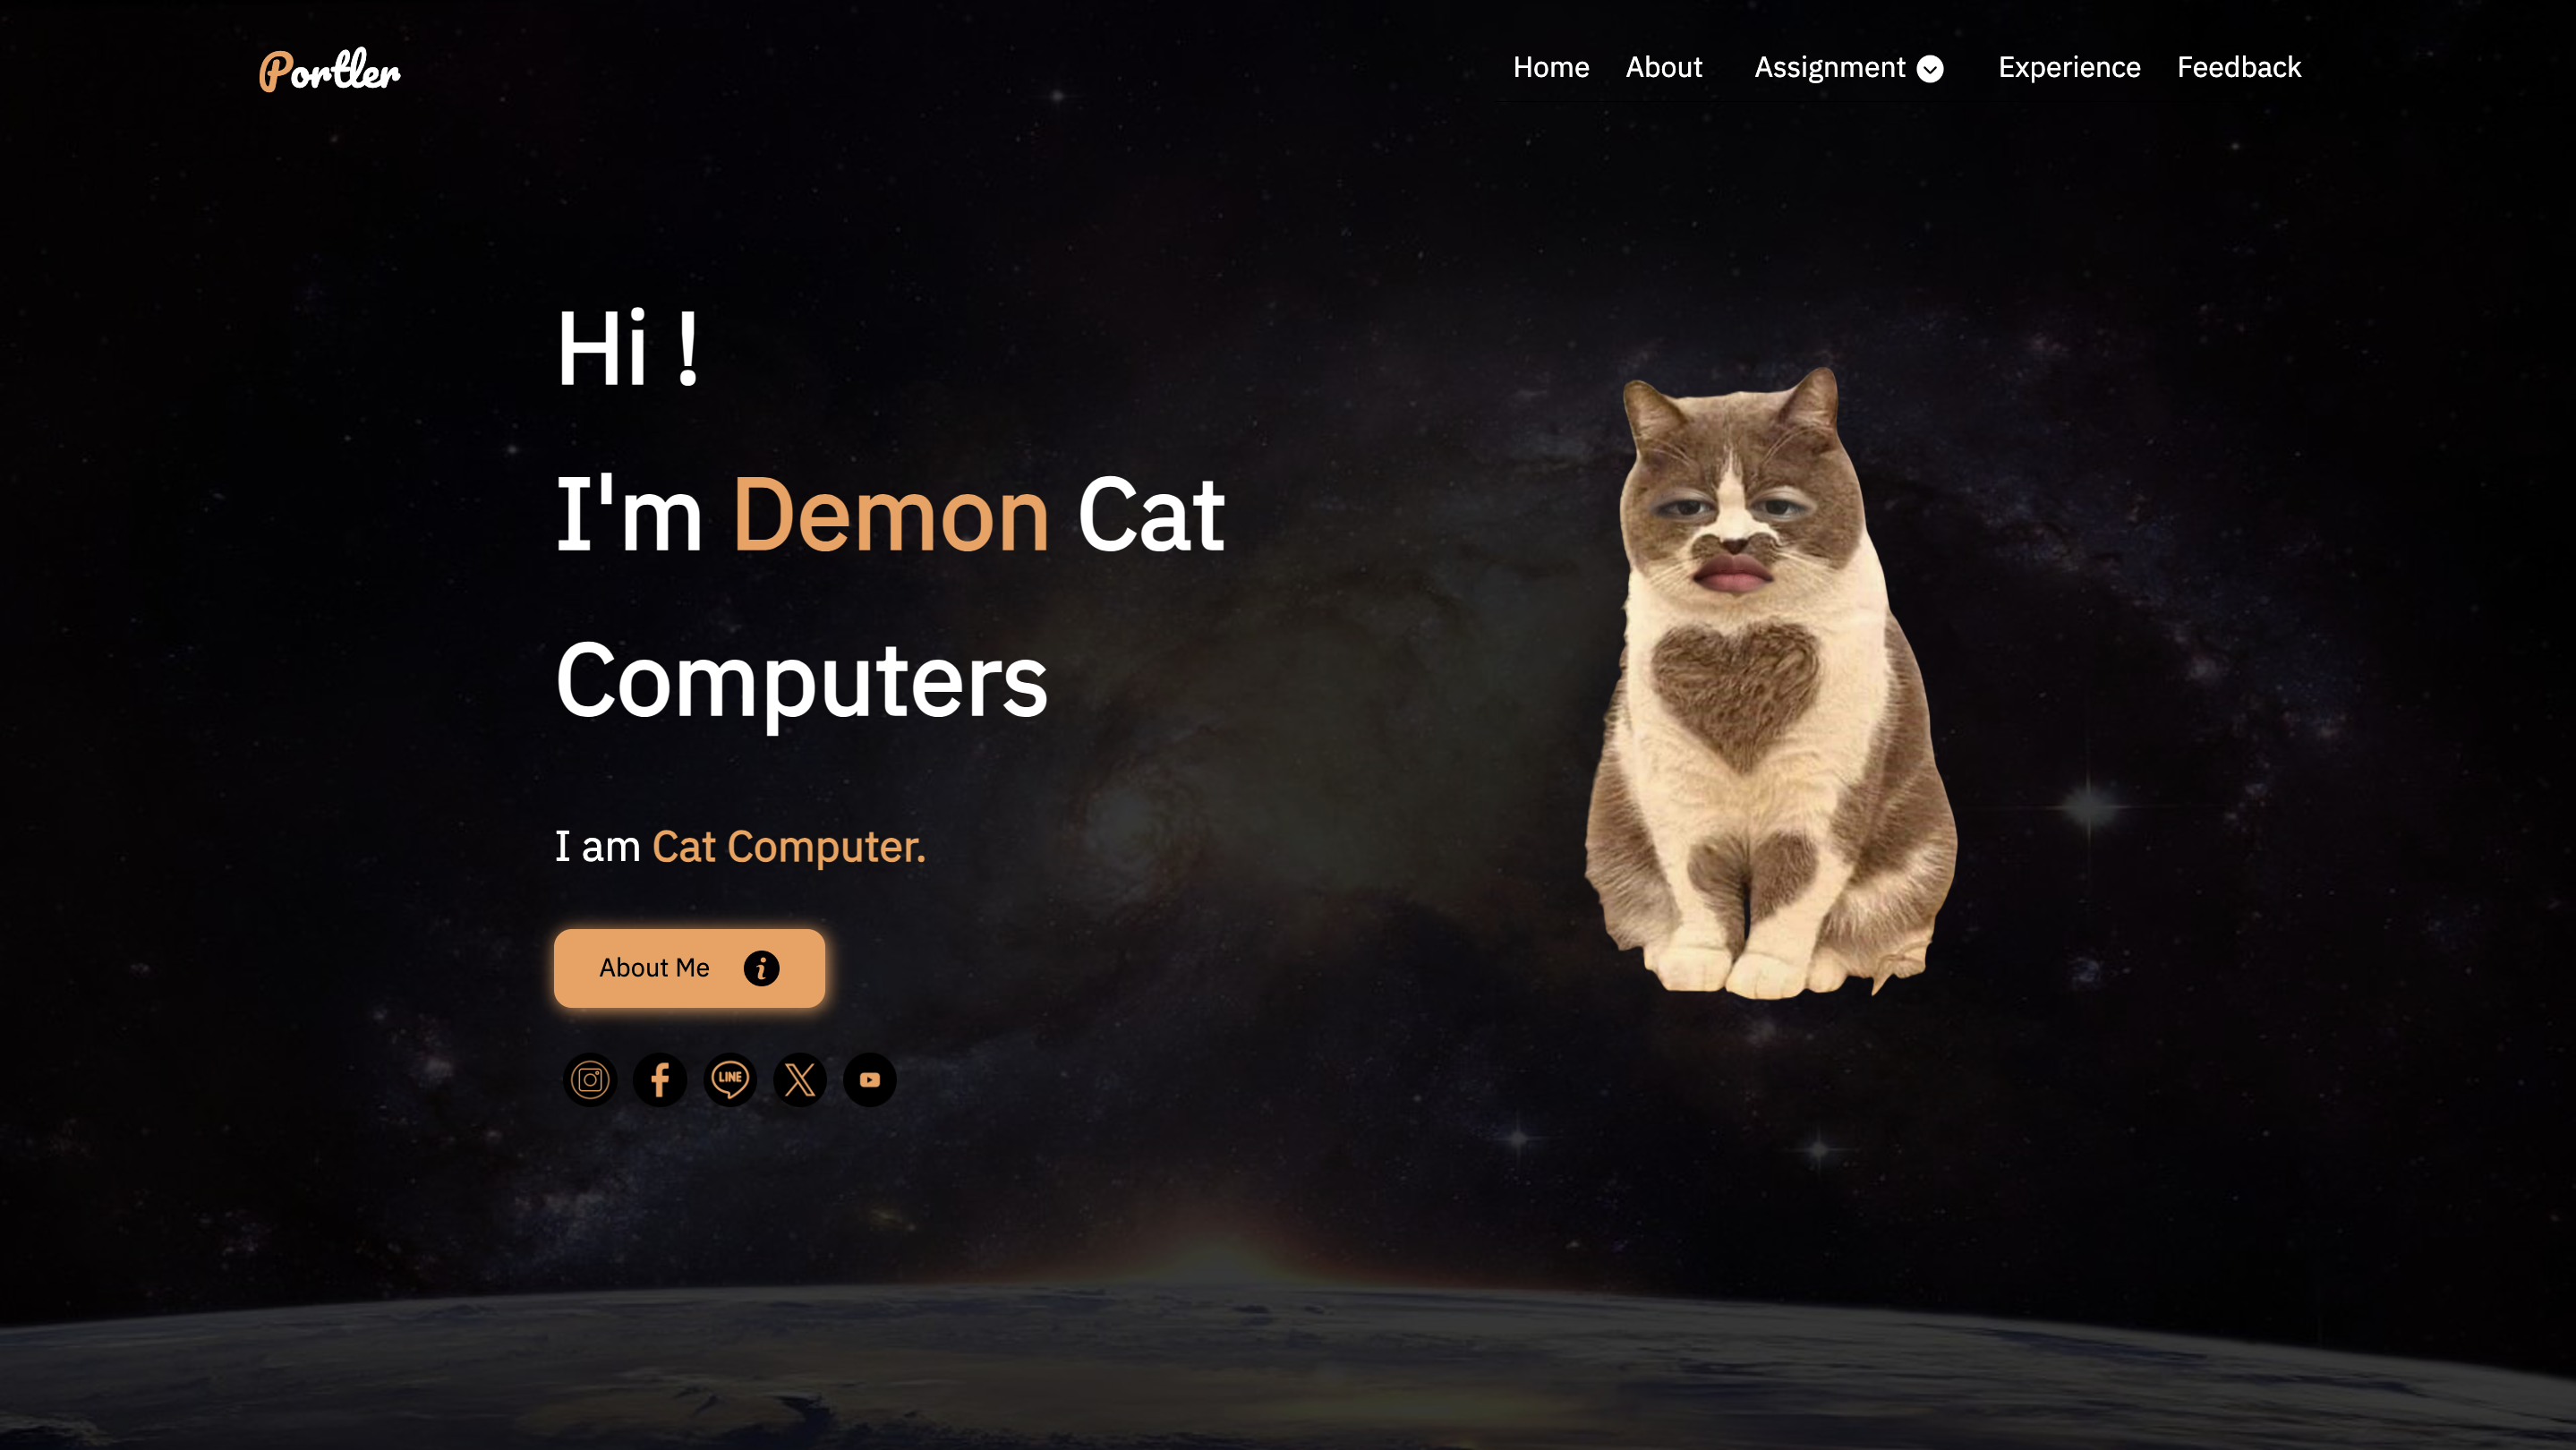 Portler
Home About Assignment Experience Feedback
Hi !
I'm Demon Cat
Computers
I am Cat Computer.
About Me i
LINE